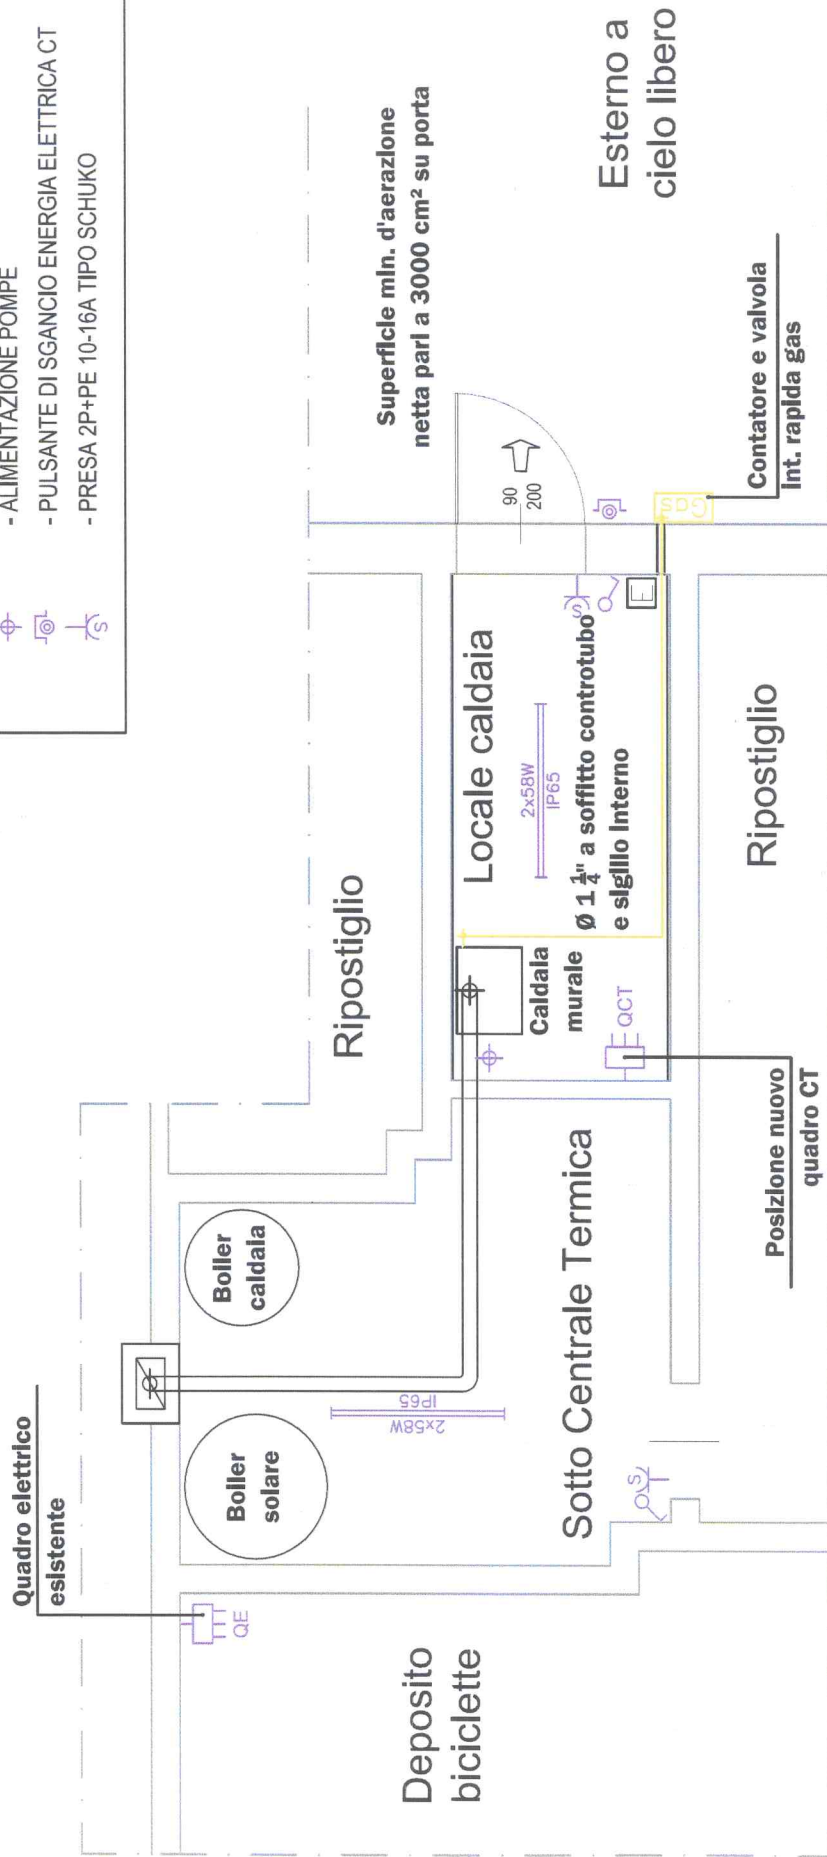 - ALIMENTAZIONE POMPE
- PULSANTE DI SGANCIO ENERGIA ELETTRICA CT
- PRESA 2P+PE 10-16A TIPO SCHUKO
S
Quadro elettrico
esistente
QE
Deposito
biciclette
Boiler
solare
Boiler
caldaia
2x58W
IP65
Sotto Centrale Termica
S
Ripostiglio
Caldaia
murale
QCT
Posizione nuovo
quadro CT
Locale caldaia
2x58W
IP65
Ø 1 1/4" a soffitto controtubo
e sigillo interno
S
E
Ripostiglio
Superficie min. d'aerazione
netta pari a 3000 cm² su porta
90
200
Gas
Contatore e valvola
int. rapida gas
Esterno a
cielo libero